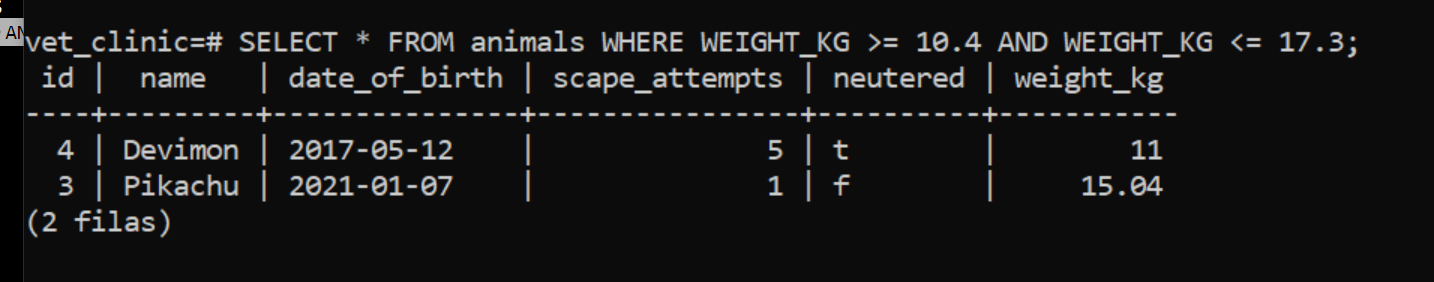 AN
vet_clinic=# SELECT * FROM animals WHERE WEIGHT_KG >= 10.4 AND WEIGHT_KG <= 17.3;
 id |  name   | date_of_birth | scape_attempts | neutered | weight_kg
----+---------+---------------+----------------+----------+-----------
  4 | Devimon | 2017-05-12    |              5 | t        |        11
  3 | Pikachu | 2021-01-07    |              1 | f        |     15.04
(2 filas)